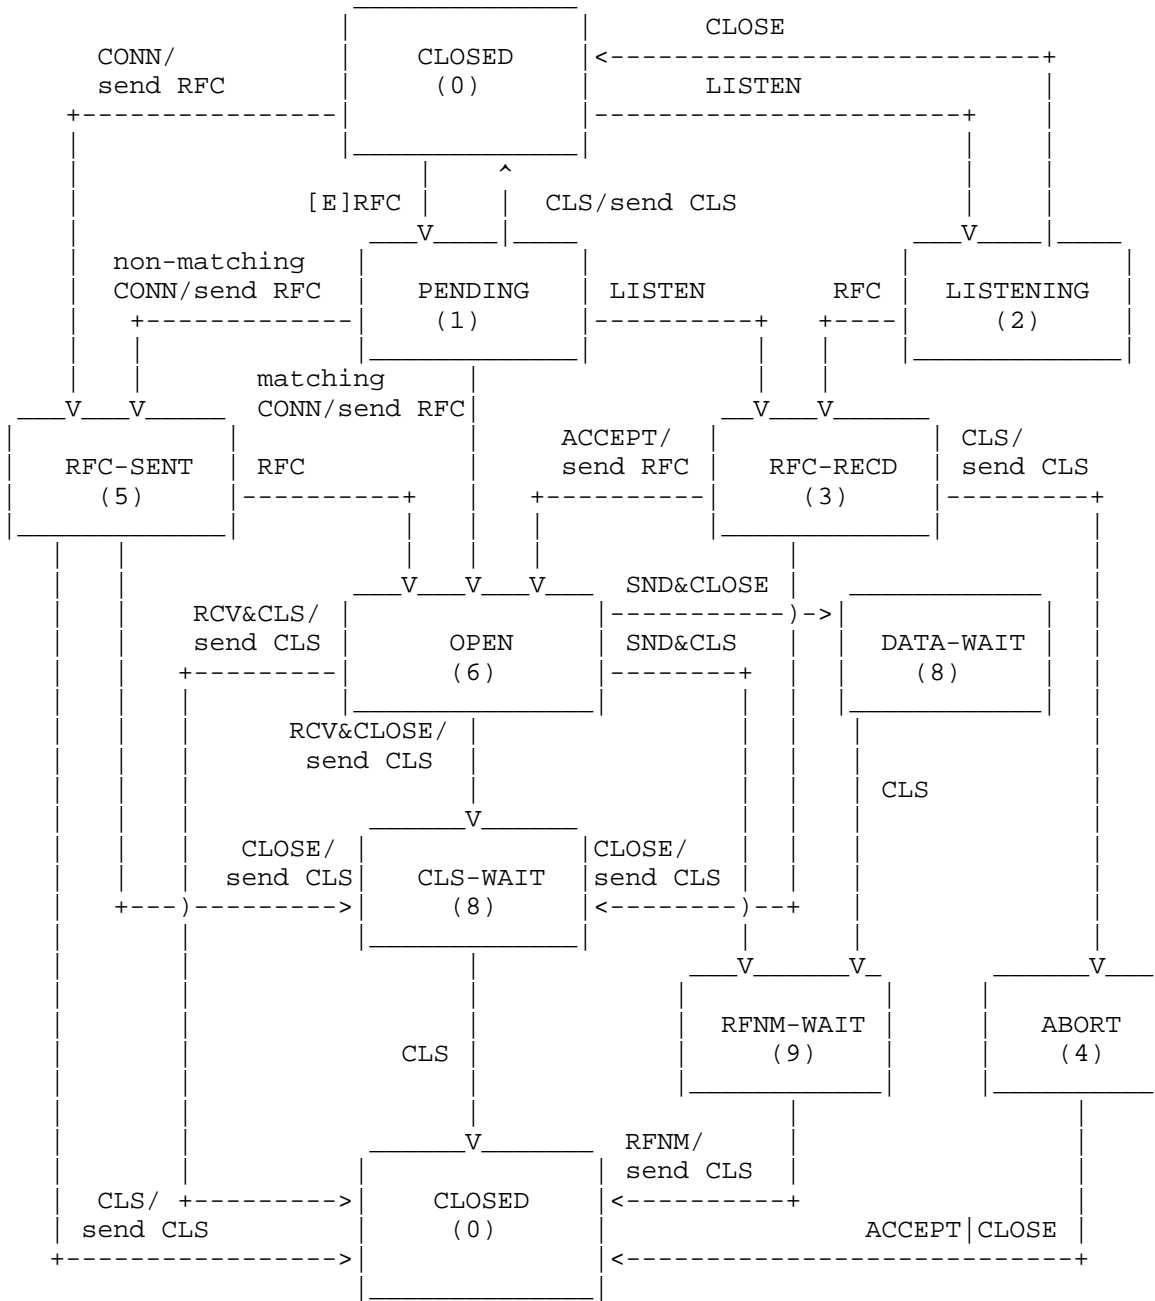 CLOSE
CONN/ CLOSED
send RFC (0) LISTEN
[E]RFC CLS/send CLS
non-matching
CONN/send RFC PENDING LISTEN RFC LISTENING
(1) (2)
matching
CONN/send RFC
ACCEPT/ CLS/
RFC-SENT RFC send RFC RFC-RECD send CLS
(5) (3)
SND&CLOSE
RCV&CLS/
send CLS OPEN SND&CLS DATA-WAIT
(6) (8)
RCV&CLOSE/
send CLS
CLS
CLOSE/ CLOSE/
send CLS CLS-WAIT send CLS
(8)
RFNM-WAIT ABORT
CLS (9) (4)
RFNM/
send CLS
CLS/ CLOSED
send CLS (0) ACCEPT|CLOSE